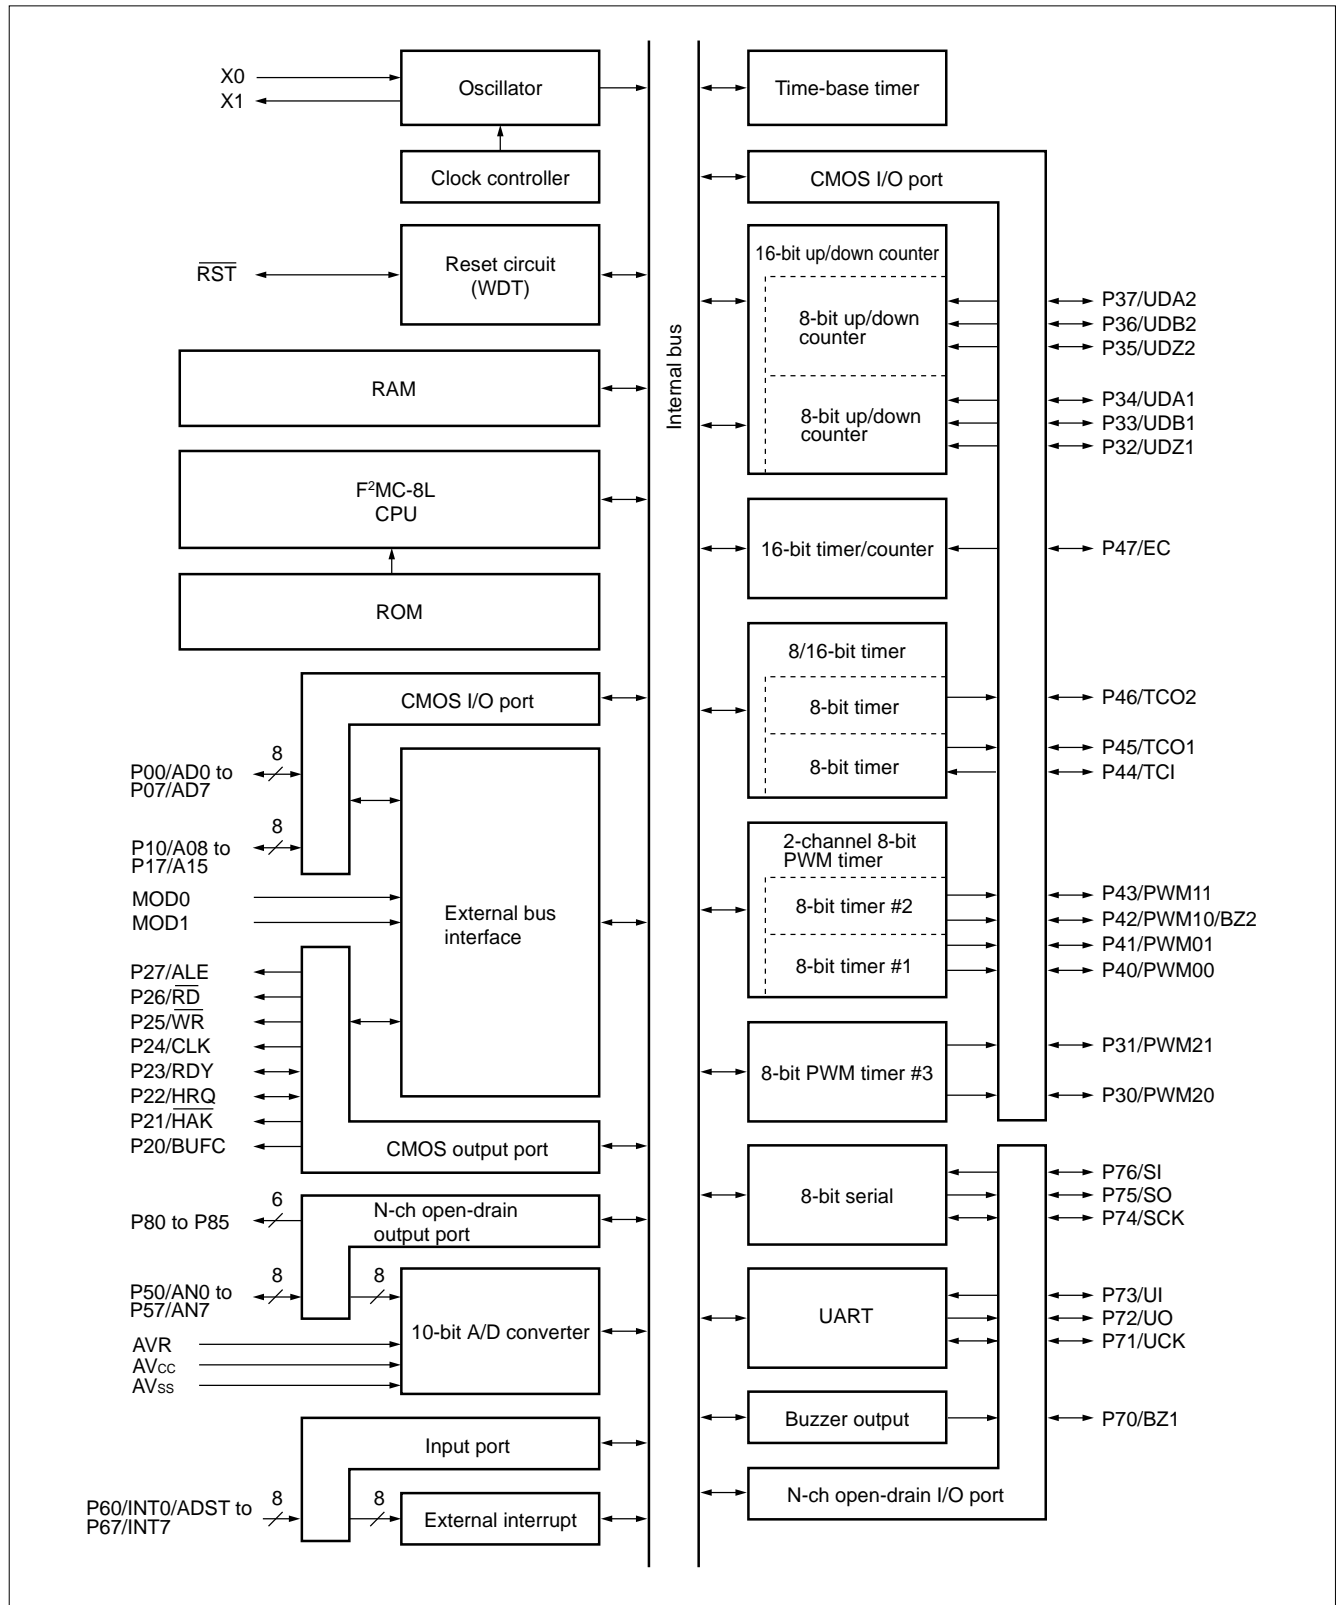 X0
X1
Oscillator
Clock controller
R̅S̅T̅
Reset circuit
(WDT)
RAM
F²MC-8L
CPU
ROM
CMOS I/O port
8
P00/AD0 to
P07/AD7
8
P10/A08 to
P17/A15
MOD0
MOD1
External bus
interface
P27/ALE
P26/R̅D̅
P25/W̅R̅
P24/CLK
P23/RDY
P22/HRQ
P21/H̅A̅K̅
P20/BUFC
CMOS output port
6
P80 to P85
N-ch open-drain
output port
8
8
P50/AN0 to
P57/AN7
10-bit A/D converter
AVR
AVCC
AVSS
Input port
8
8
P60/INT0/ADST to
P67/INT7
External interrupt
Internal bus
Time-base timer
CMOS I/O port
16-bit up/down counter
8-bit up/down
counter
8-bit up/down
counter
P37/UDA2
P36/UDB2
P35/UDZ2
P34/UDA1
P33/UDB1
P32/UDZ1
16-bit timer/counter
P47/EC
8/16-bit timer
8-bit timer
8-bit timer
P46/TCO2
P45/TCO1
P44/TCI
2-channel 8-bit
PWM timer
8-bit timer #2
8-bit timer #1
P43/PWM11
P42/PWM10/BZ2
P41/PWM01
P40/PWM00
8-bit PWM timer #3
P31/PWM21
P30/PWM20
8-bit serial
P76/SI
P75/SO
P74/SCK
UART
P73/UI
P72/UO
P71/UCK
Buzzer output
P70/BZ1
N-ch open-drain I/O port